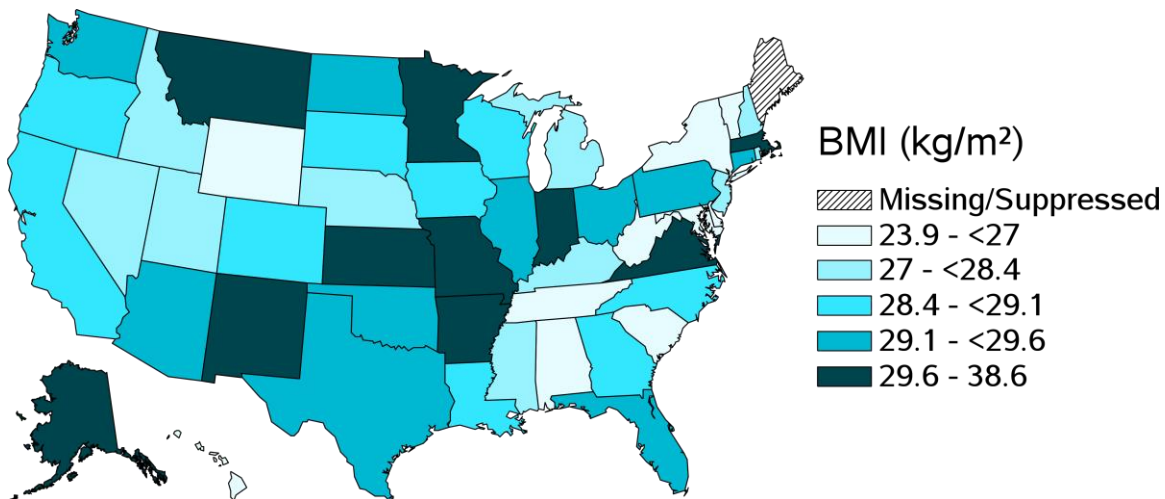 BMI (kg/m²)
Missing/Suppressed
23.9 - <27
27 - <28.4
28.4 - <29.1
29.1 - <29.6
29.6 - 38.6